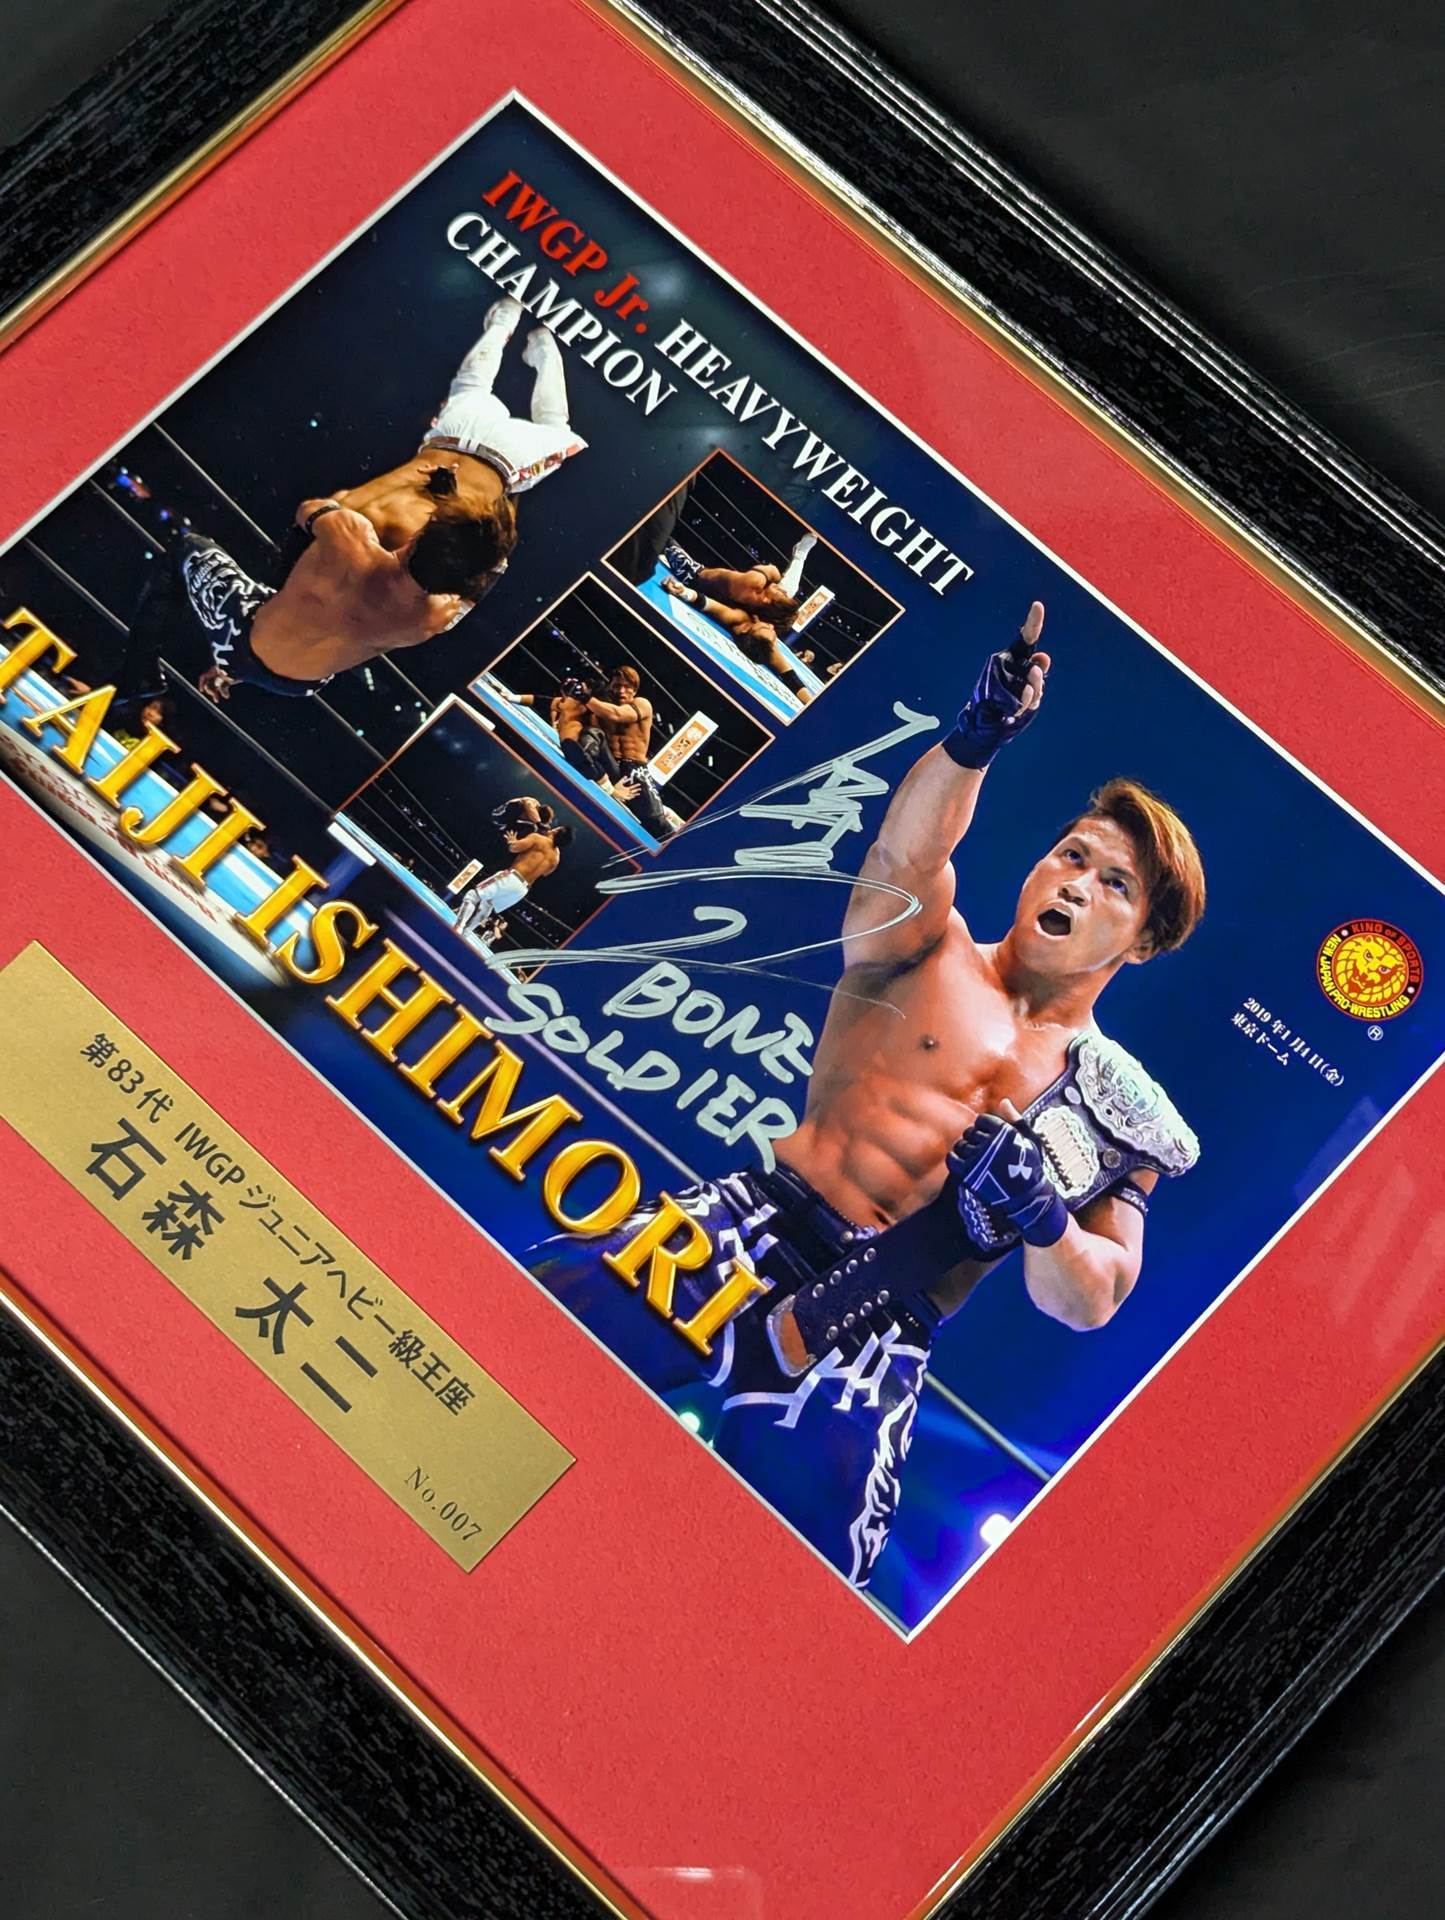 IWGP Jr. HEAVYWEIGHT
CHAMPION
TAIJI ISHIMORI
BONE
SOLDIER
KING OF SPORTS
NEW JAPAN PRO-WRESTLING
®
2019年1月4日(金)
東京ドーム
第83代 IWGPジュニアヘビー級王座
石森 太二
No.007